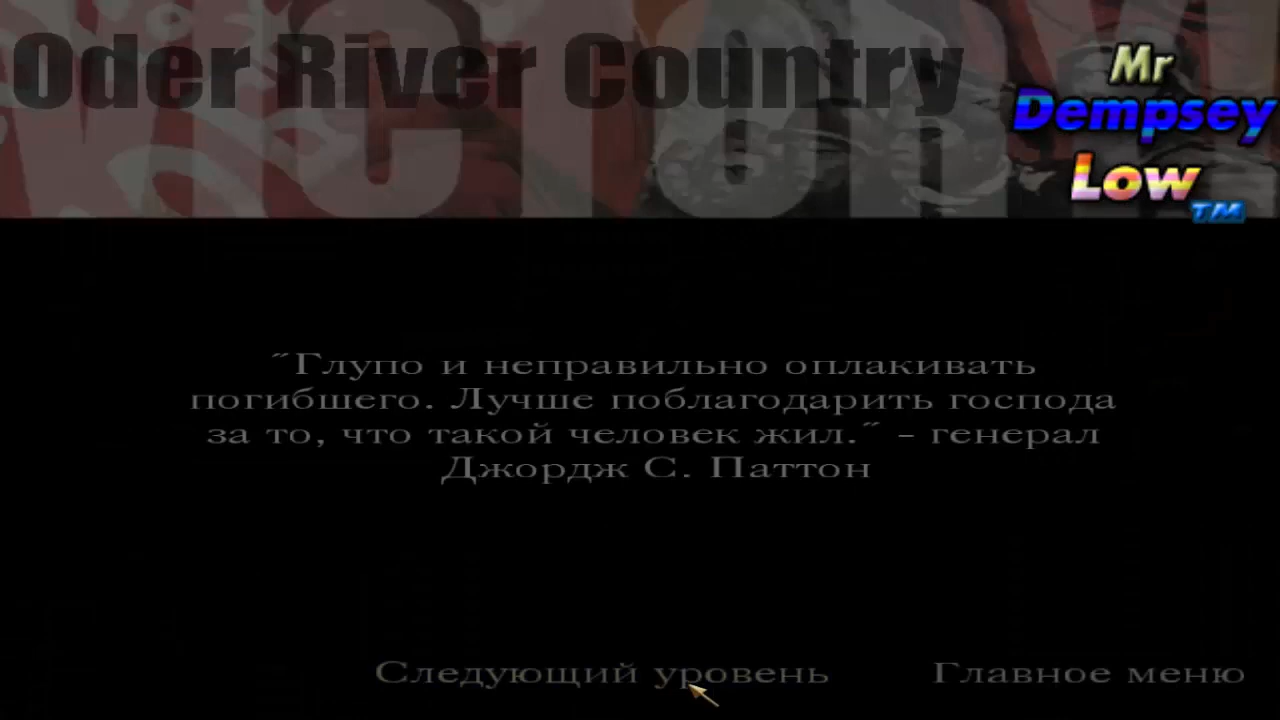 VICTORY
Oder River Country
Mr
Dempsey
Low
TM
"Глупо и неправильно оплакивать
погибшего. Лучше поблагодарить господа
за то, что такой человек жил." - генерал
Джордж С. Паттон
Следующий уровень Главное меню